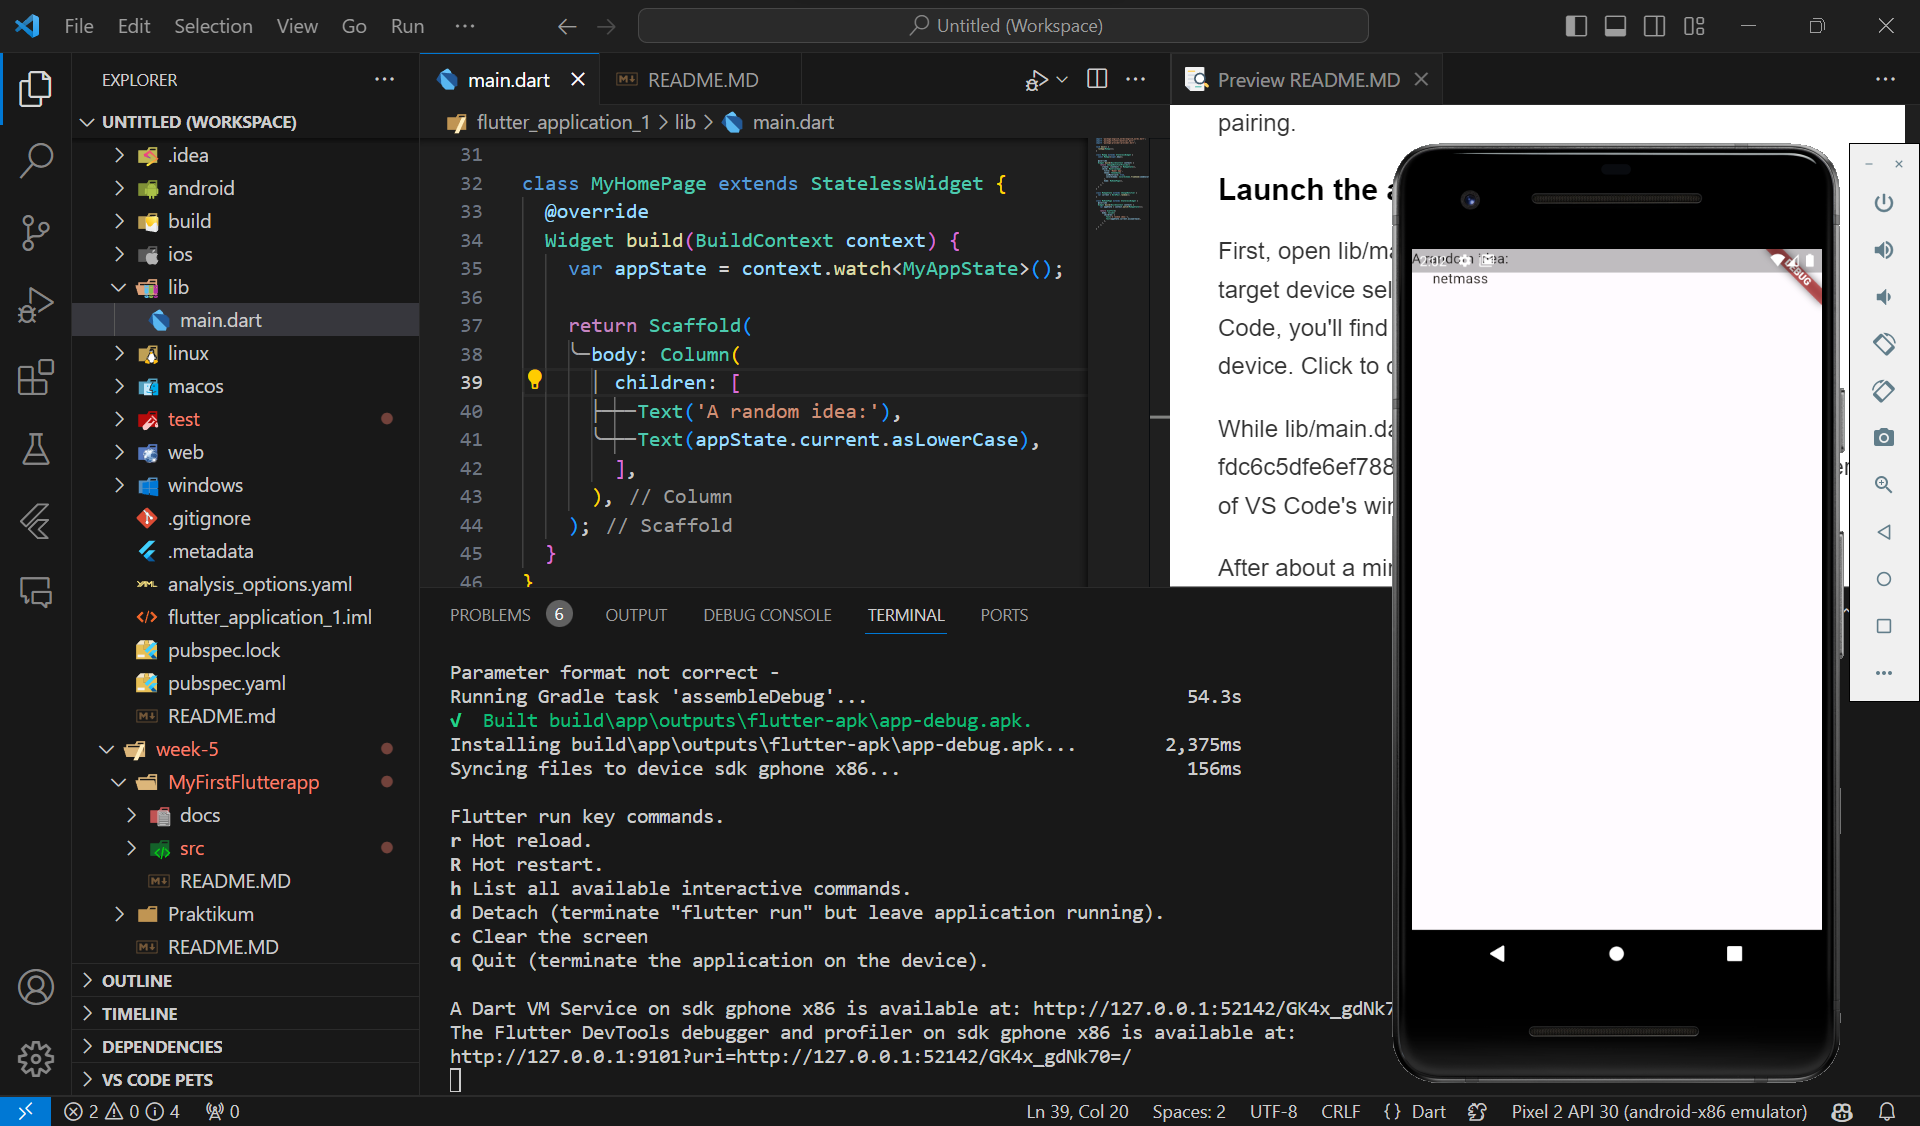 File Edit Selection View Go Run ···
Untitled (Workspace)
EXPLORER
UNTITLED (WORKSPACE)
.idea
android
build
ios
lib
main.dart
linux
macos
test
web
windows
.gitignore
.metadata
analysis_options.yaml
flutter_application_1.iml
pubspec.lock
pubspec.yaml
README.md
week-5
MyFirstFlutterapp
docs
src
README.MD
Praktikum
README.MD
OUTLINE
TIMELINE
DEPENDENCIES
VS CODE PETS
main.dart
README.MD
flutter_application_1 > lib > main.dart
31
32 class MyHomePage extends StatelessWidget {
33 @override
34 Widget build(BuildContext context) {
35 var appState = context.watch<MyAppState>();
36
37 return Scaffold(
38 body: Column(
39 children: [
40 Text('A random idea:'),
41 Text(appState.current.asLowerCase),
42 ],
43 ), // Column
44 ); // Scaffold
45 }
46 }
Preview README.MD
pairing.
Launch the
First, open lib/ma
target device sel
Code, you'll find
device. Click to
While lib/main.da
fdc6c5dfe6ef788
of VS Code's win
After about a min
A random idea:
netmass
DEBUG
PROBLEMS 6 OUTPUT DEBUG CONSOLE TERMINAL PORTS
Parameter format not correct -
Running Gradle task 'assembleDebug'... 54.3s
√ Built build\app\outputs\flutter-apk\app-debug.apk.
Installing build\app\outputs\flutter-apk\app-debug.apk... 2,375ms
Syncing files to device sdk gphone x86... 156ms
Flutter run key commands.
r Hot reload.
R Hot restart.
h List all available interactive commands.
d Detach (terminate "flutter run" but leave application running).
c Clear the screen
q Quit (terminate the application on the device).
A Dart VM Service on sdk gphone x86 is available at: http://127.0.0.1:52142/GK4x_gdNk7
The Flutter DevTools debugger and profiler on sdk gphone x86 is available at:
http://127.0.0.1:9101?uri=http://127.0.0.1:52142/GK4x_gdNk70=/
2 0 4 0
Ln 39, Col 20 Spaces: 2 UTF-8 CRLF {} Dart Pixel 2 API 30 (android-x86 emulator)